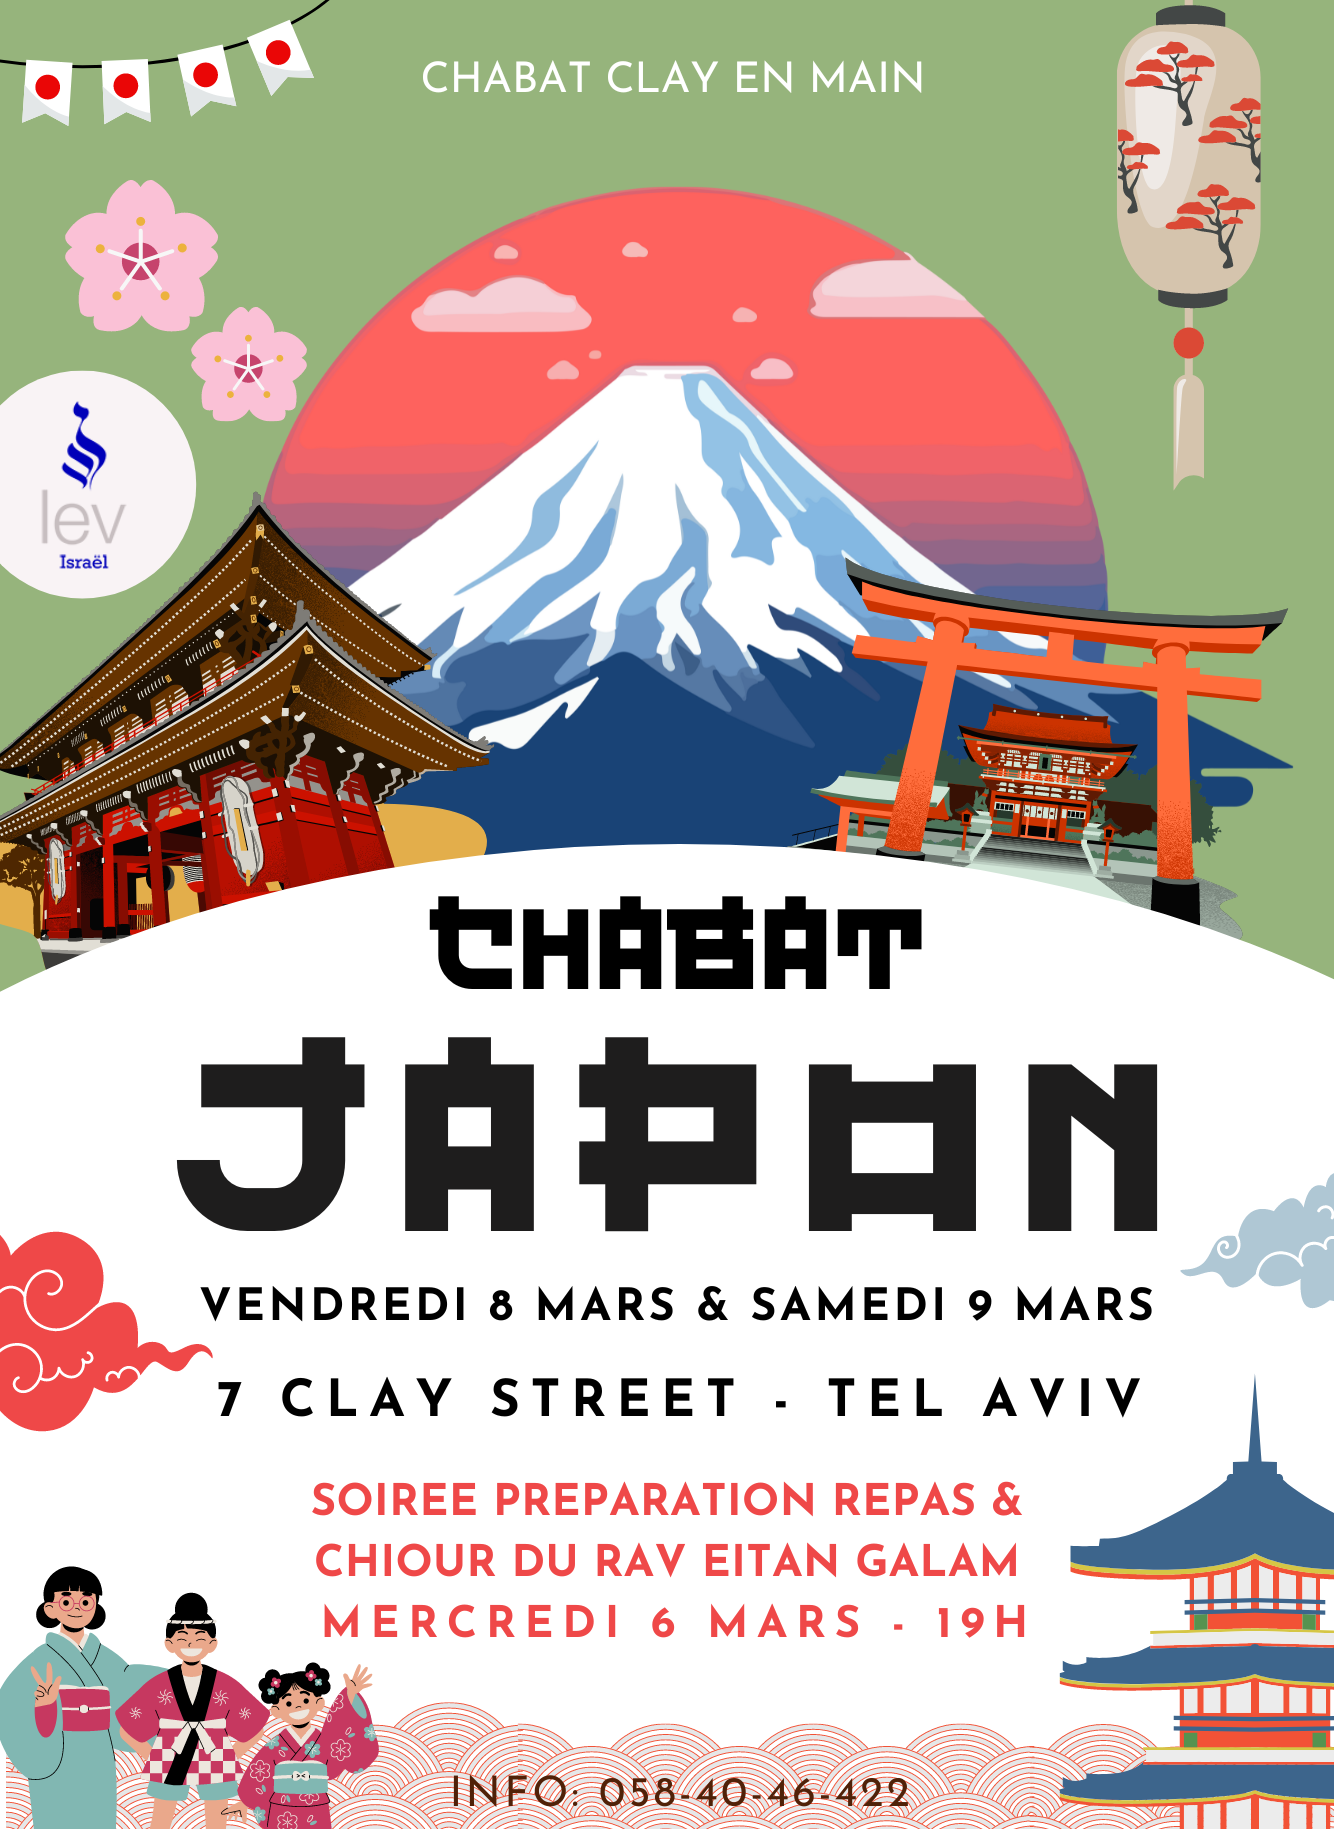 CHABAT CLAY EN MAIN
lev
Israël
CHABAT
JAPAN
VENDREDI 8 MARS & SAMEDI 9 MARS
7 CLAY STREET - TEL AVIV
SOIREE PREPARATION REPAS &
CHIOUR DU RAV EITAN GALAM
MERCREDI 6 MARS - 19H
INFO: 058-40-46-422